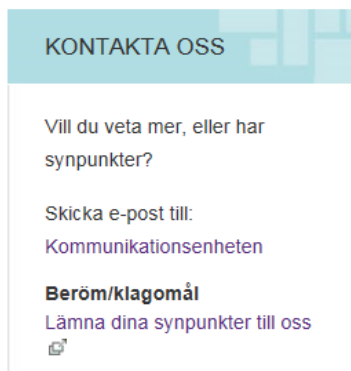 KONTAKTA OSS
Vill du veta mer, eller har
synpunkter?
Skicka e-post till:
Kommunikationsenheten
Beröm/klagomål
Lämna dina synpunkter till oss